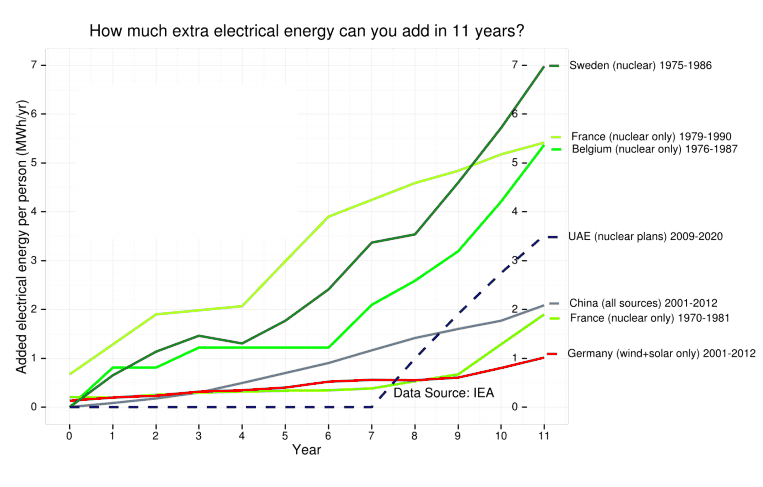 How much extra electrical energy can you add in 11 years?
Added electrical energy per person (MWh/yr)
7
6
5
4
3
2
1
0
7
6
5
4
3
2
1
0
Sweden (nuclear) 1975-1986
France (nuclear only) 1979-1990
Belgium (nuclear only) 1976-1987
UAE (nuclear plans) 2009-2020
China (all sources) 2001-2012
France (nuclear only) 1970-1981
Germany (wind+solar only) 2001-2012
Data Source: IEA
0 1 2 3 4 5 6 7 8 9 10 11
Year